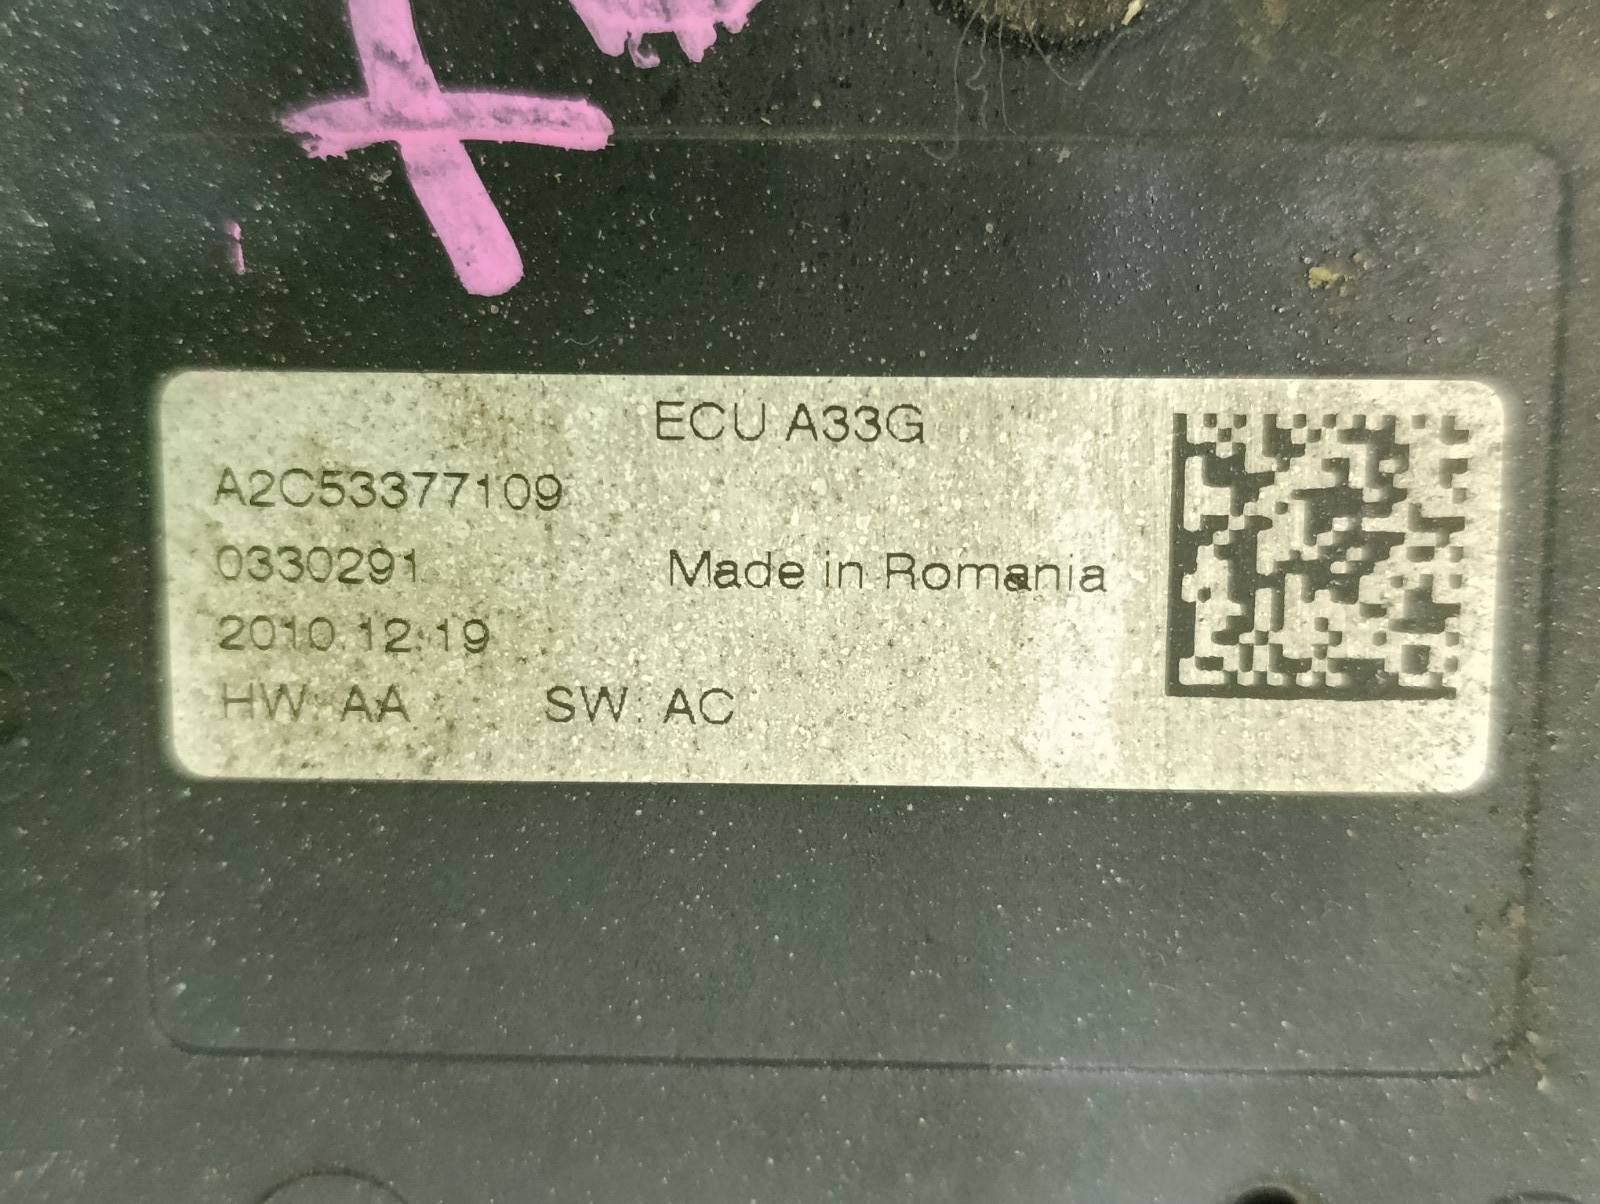 ECU A33G
A2C53377109
0330291 Made in Romania
2010.12.19
HW: AA SW: AC